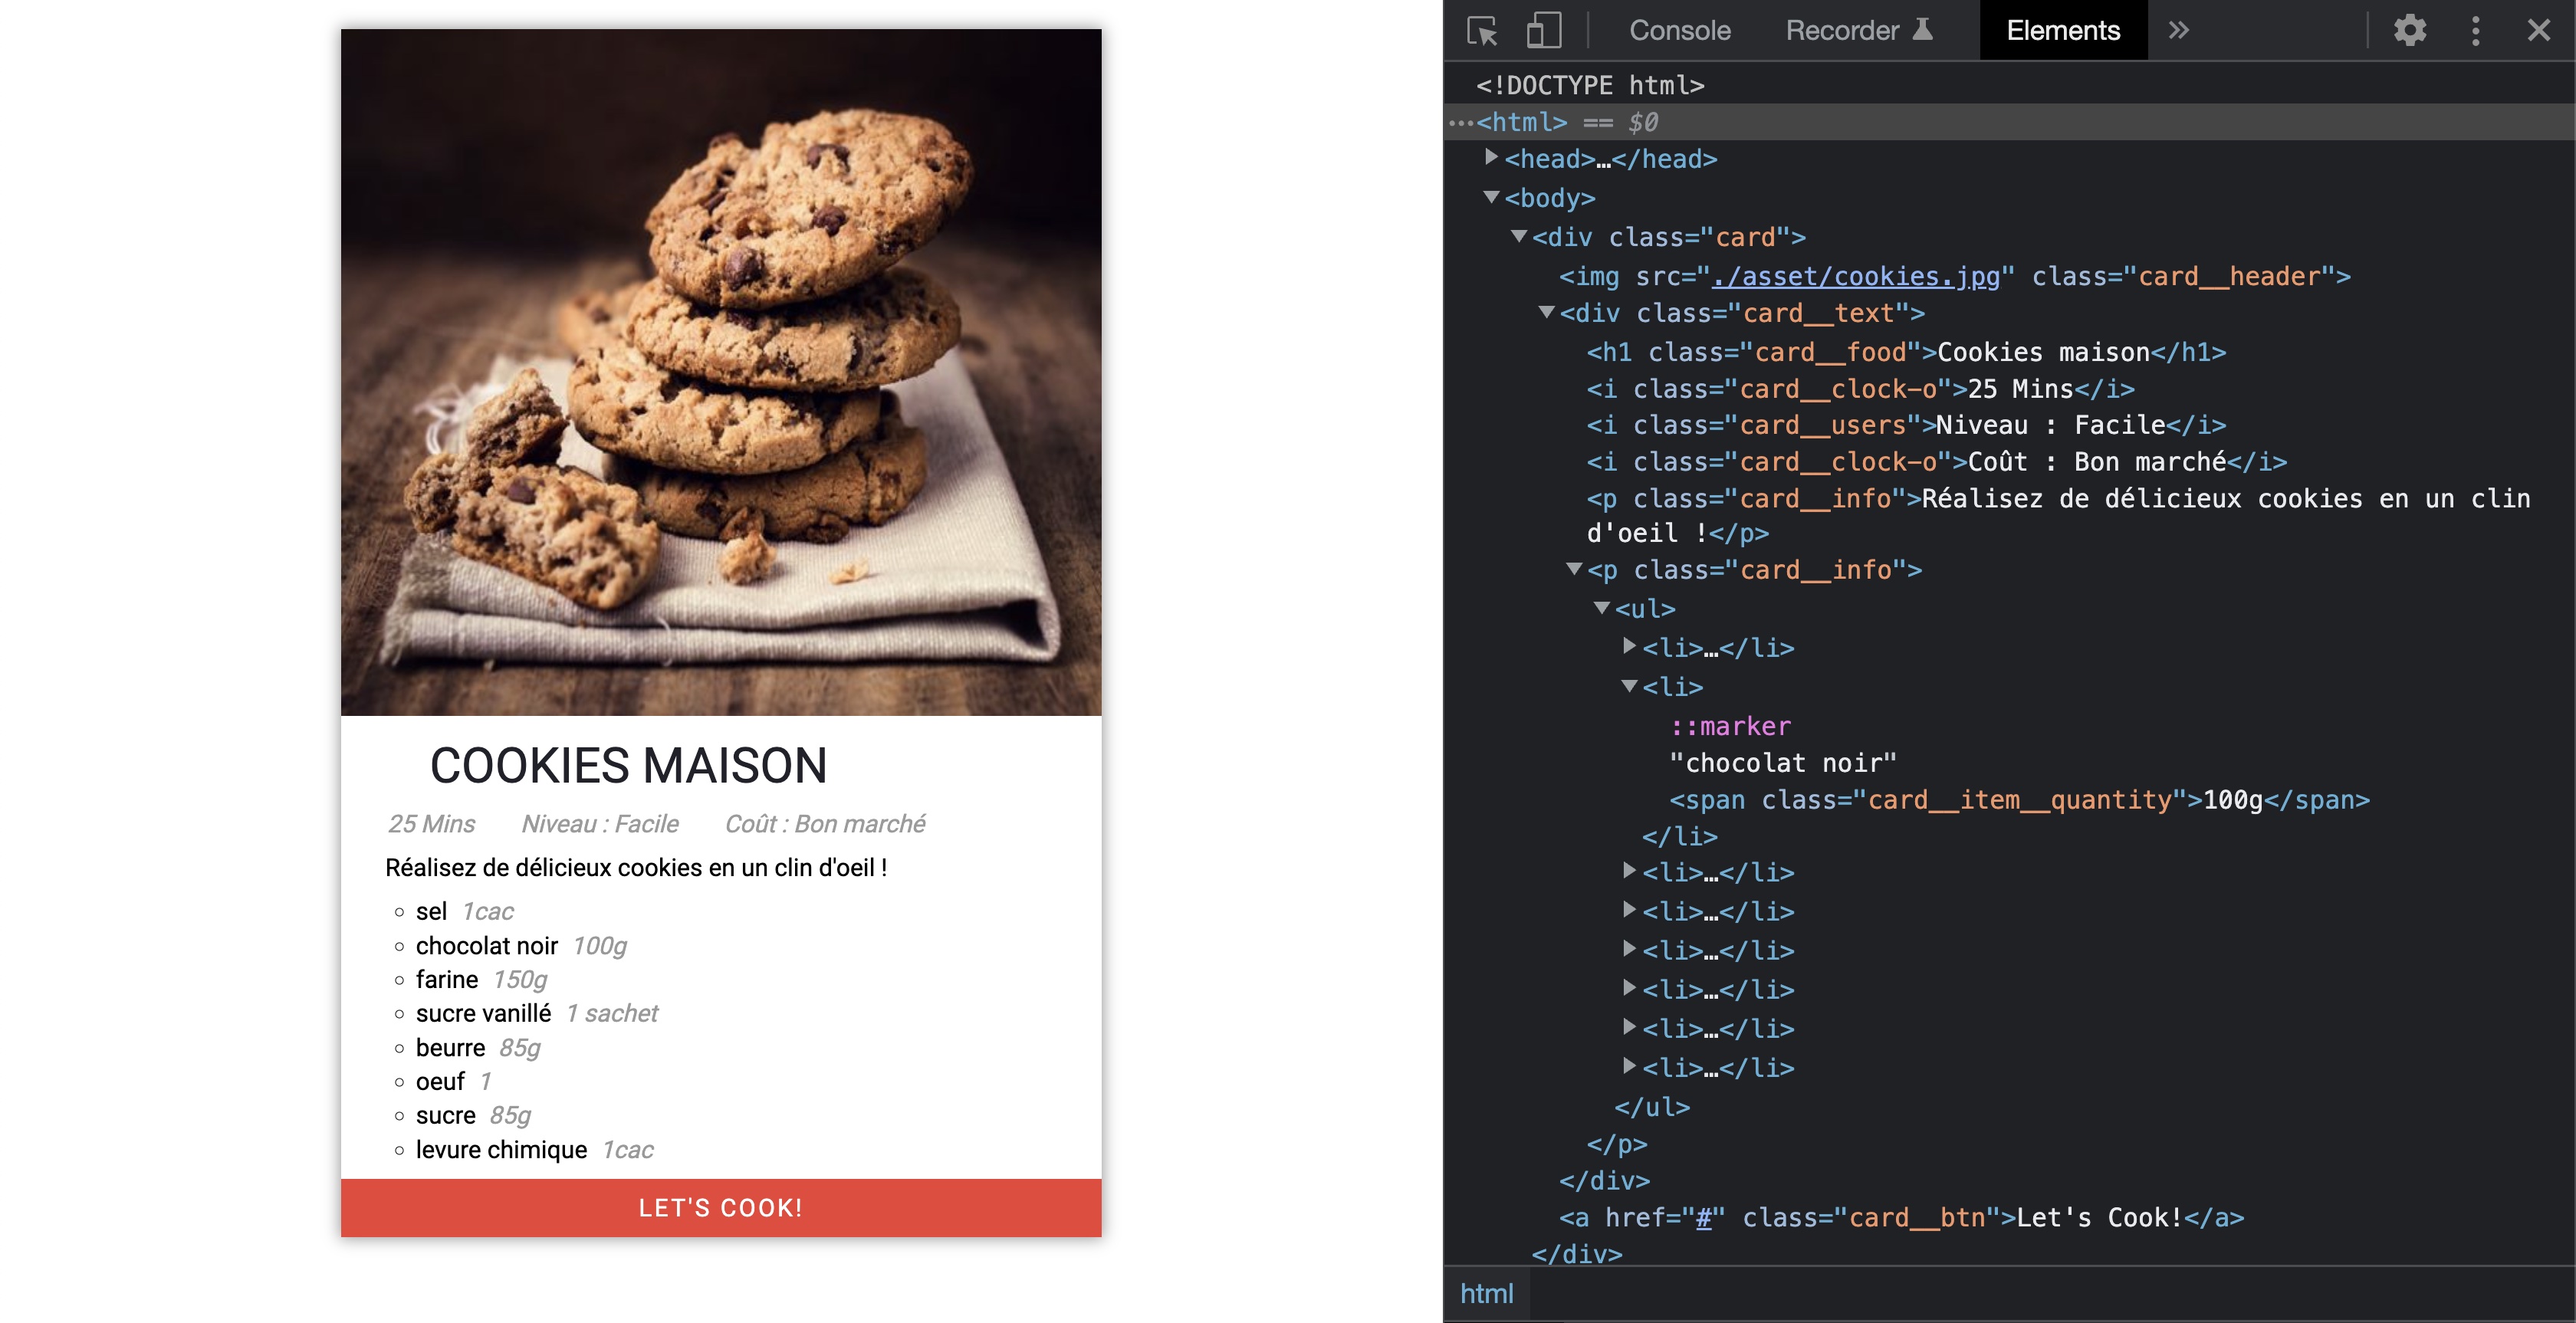 COOKIES MAISON
25 Mins Niveau : Facile Coût : Bon marché
Réalisez de délicieux cookies en un clin d'oeil !
sel 1cac
chocolat noir 100g
farine 150g
sucre vanillé 1 sachet
beurre 85g
oeuf 1
sucre 85g
levure chimique 1cac
LET'S COOK!
Console Recorder Elements »
<!DOCTYPE html>
<html> == $0
<head>…</head>
<body>
<div class="card">
<img src="./asset/cookies.jpg" class="card__header">
<div class="card__text">
<h1 class="card__food">Cookies maison</h1>
<i class="card__clock-o">25 Mins</i>
<i class="card__users">Niveau : Facile</i>
<i class="card__clock-o">Coût : Bon marché</i>
<p class="card__info">Réalisez de délicieux cookies en un clin
d'oeil !</p>
<p class="card__info">
<ul>
<li>…</li>
<li>
::marker
"chocolat noir"
<span class="card__item__quantity">100g</span>
</li>
<li>…</li>
<li>…</li>
<li>…</li>
<li>…</li>
<li>…</li>
<li>…</li>
</ul>
</p>
</div>
<a href="#" class="card__btn">Let's Cook!</a>
</div>
html